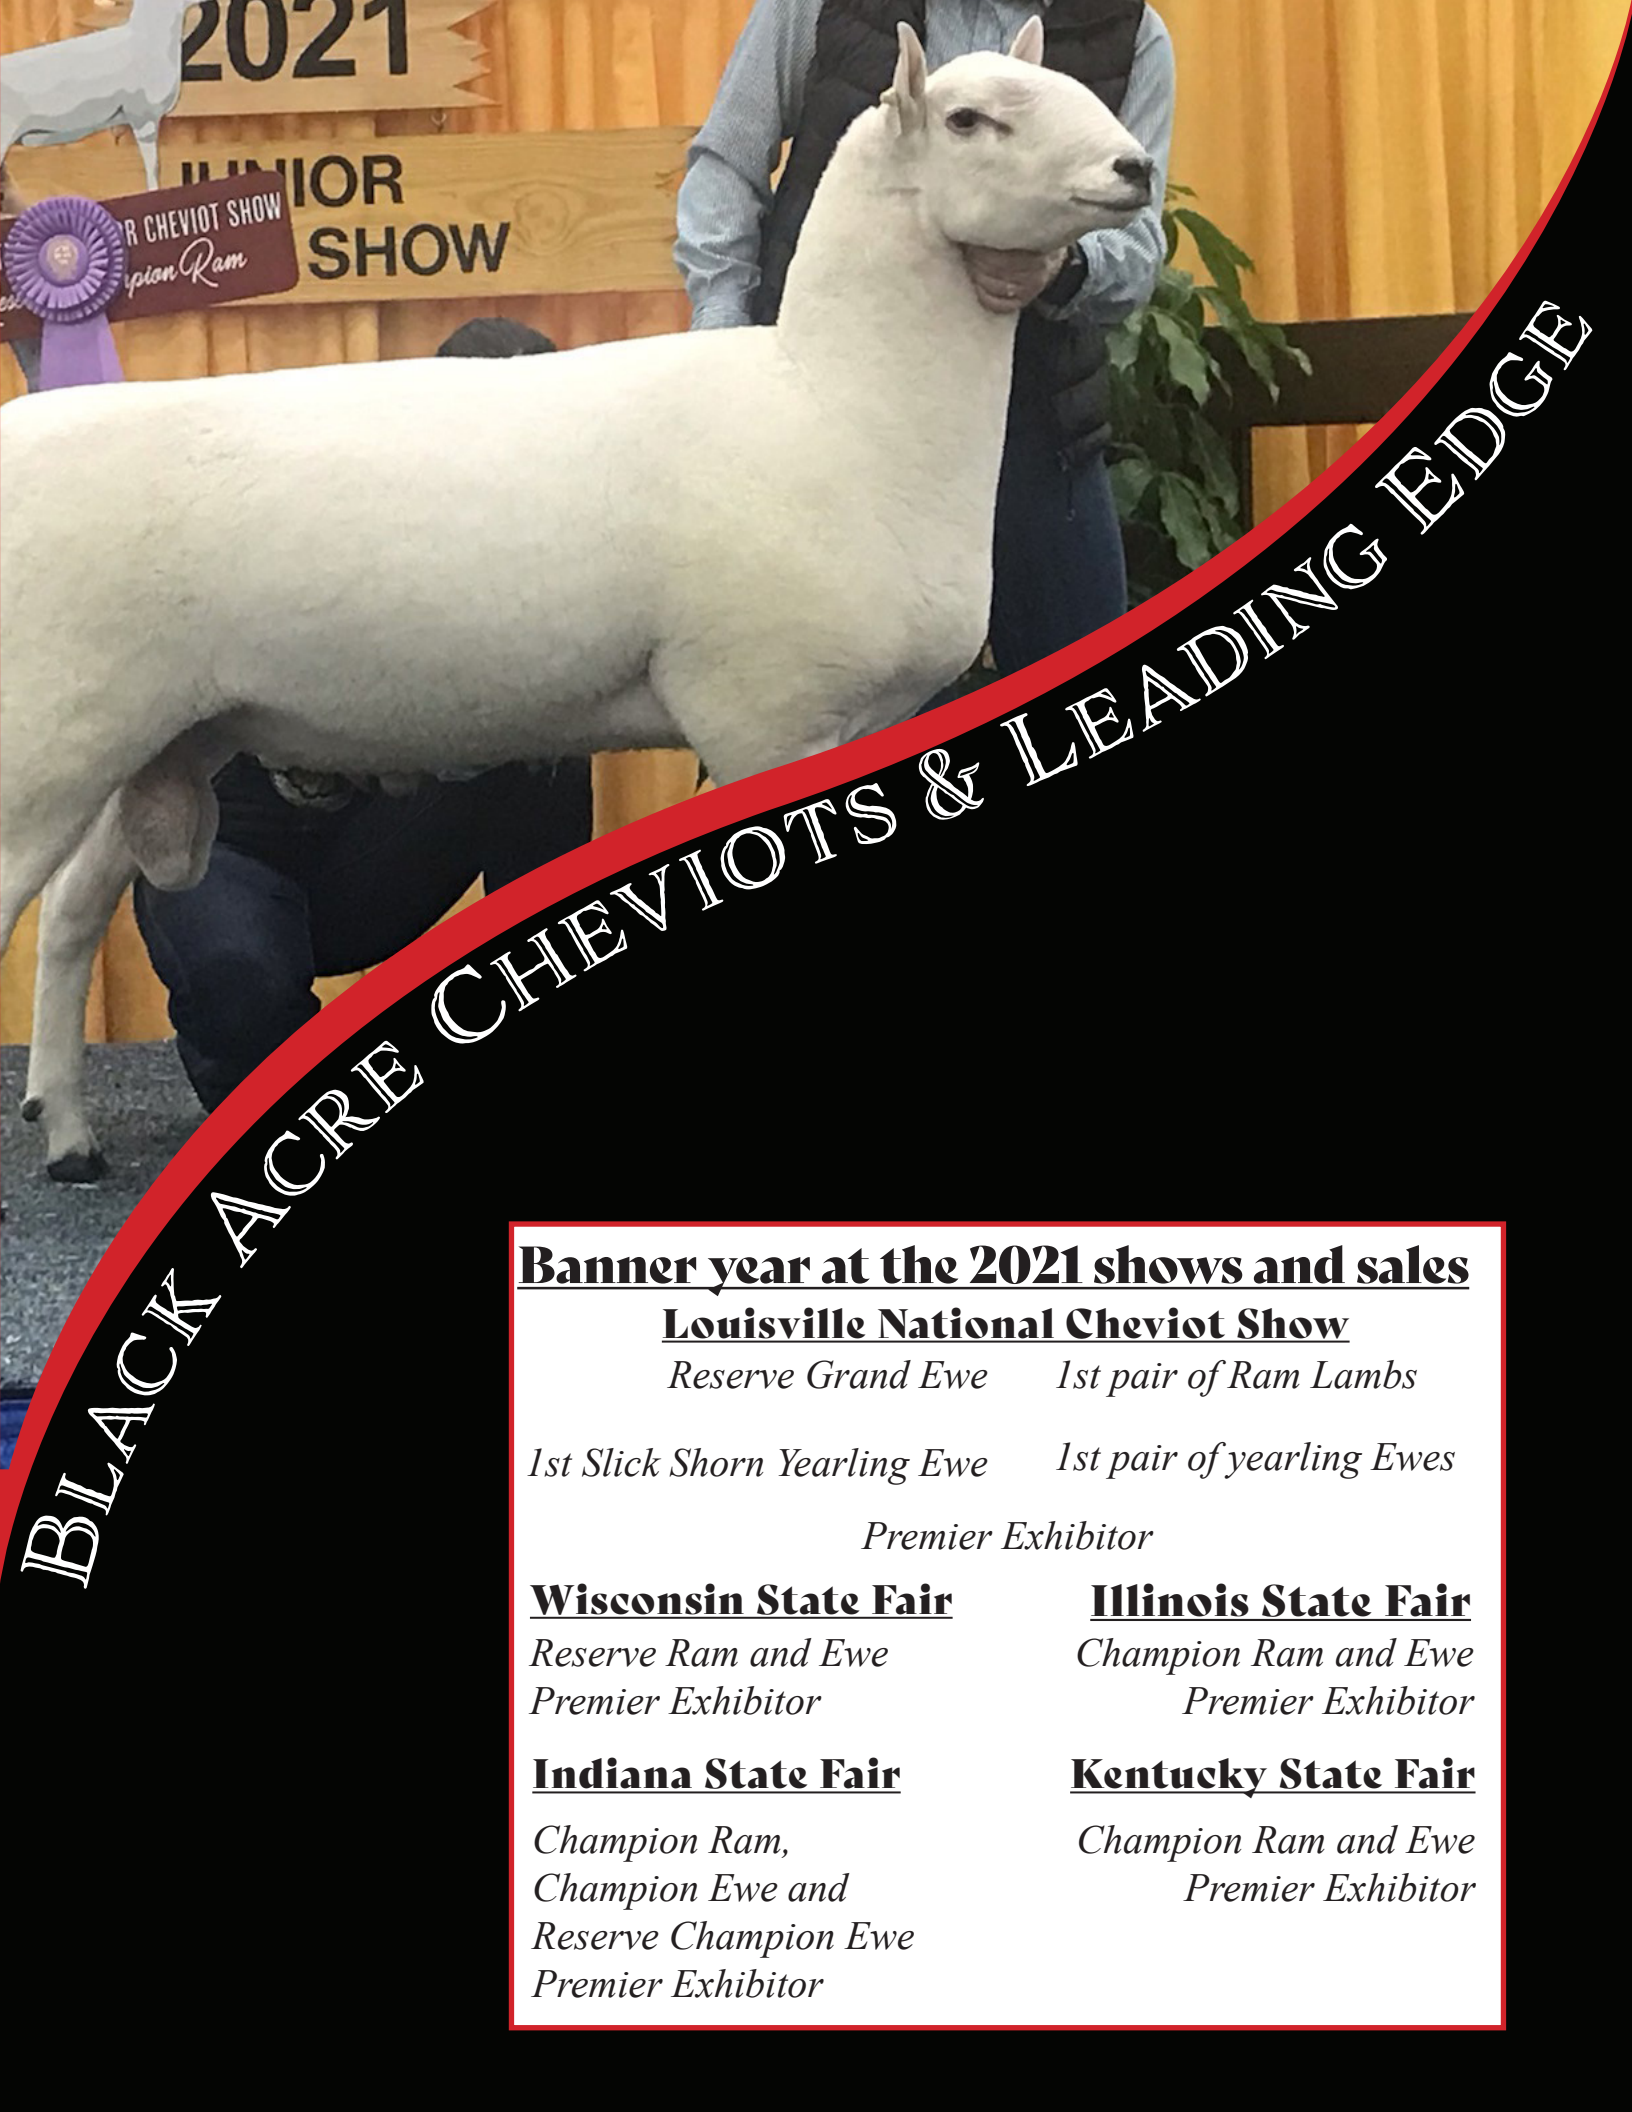 2021
JUNIOR
SHOW
R CHEVIOT SHOW
pion Ram
BLACK ACRE CHEVIOTS & LEADING EDGE
Banner year at the 2021 shows and sales
Louisville National Cheviot Show
Reserve Grand Ewe 1st pair of Ram Lambs
1st Slick Shorn Yearling Ewe 1st pair of yearling Ewes
Premier Exhibitor
Wisconsin State Fair
Reserve Ram and Ewe
Premier Exhibitor
Illinois State Fair
Champion Ram and Ewe
Premier Exhibitor
Indiana State Fair
Champion Ram,
Champion Ewe and
Reserve Champion Ewe
Premier Exhibitor
Kentucky State Fair
Champion Ram and Ewe
Premier Exhibitor